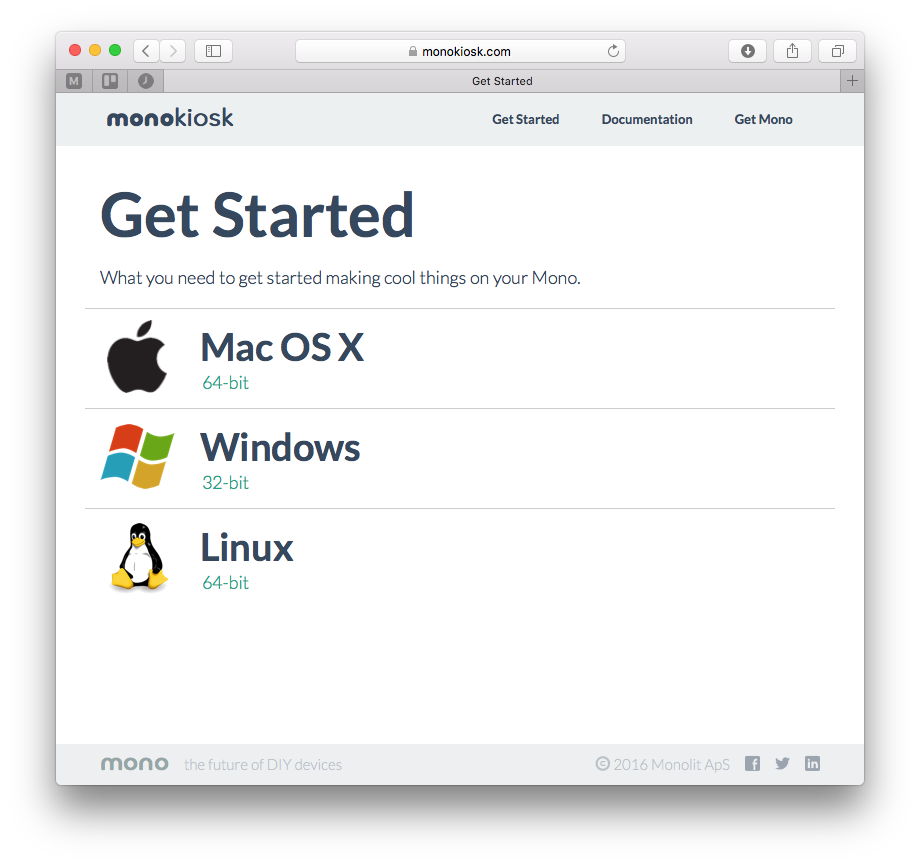 monokiosk.com
M
Get Started
monokiosk
Get Started Documentation Get Mono
Get Started
What you need to get started making cool things on your Mono.
Mac OS X
64-bit
Windows
32-bit
Linux
64-bit
mono the future of DIY devices © 2016 Monolit ApS